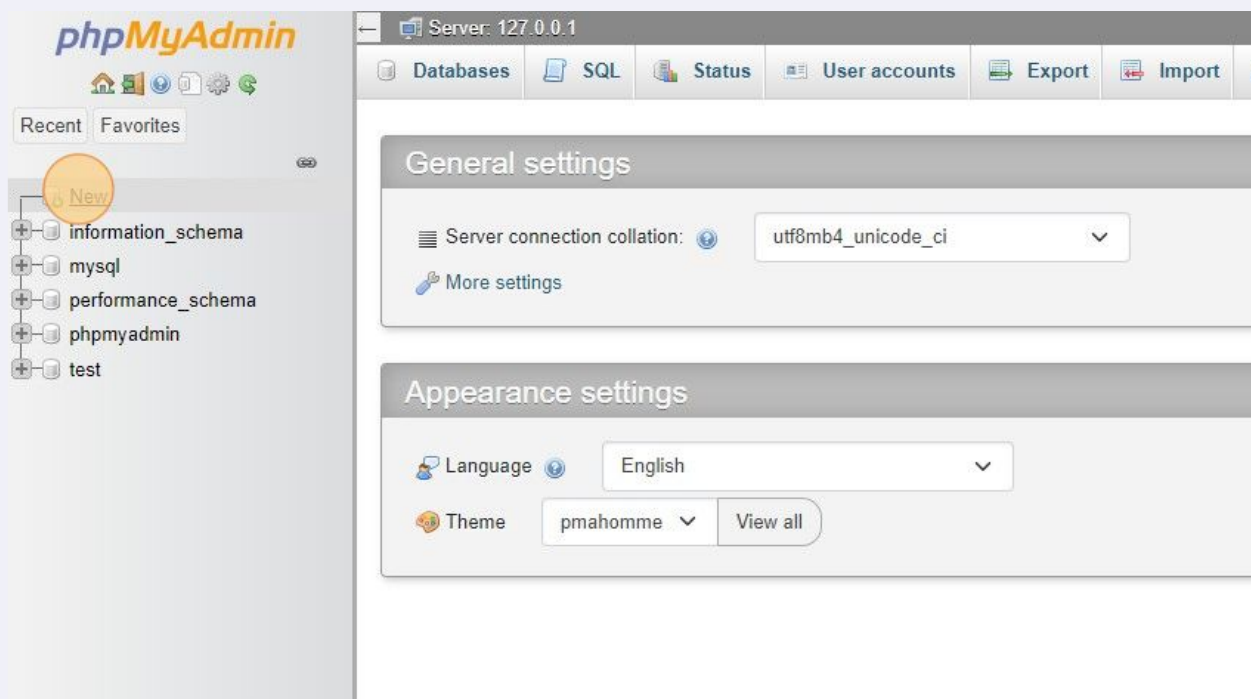 phpMyAdmin
Recent Favorites
New
information_schema
mysql
performance_schema
phpmyadmin
test
Server: 127.0.0.1
Databases SQL Status User accounts Export Import
General settings
Server connection collation: utf8mb4_unicode_ci
More settings
Appearance settings
Language English
Theme pmahomme View all